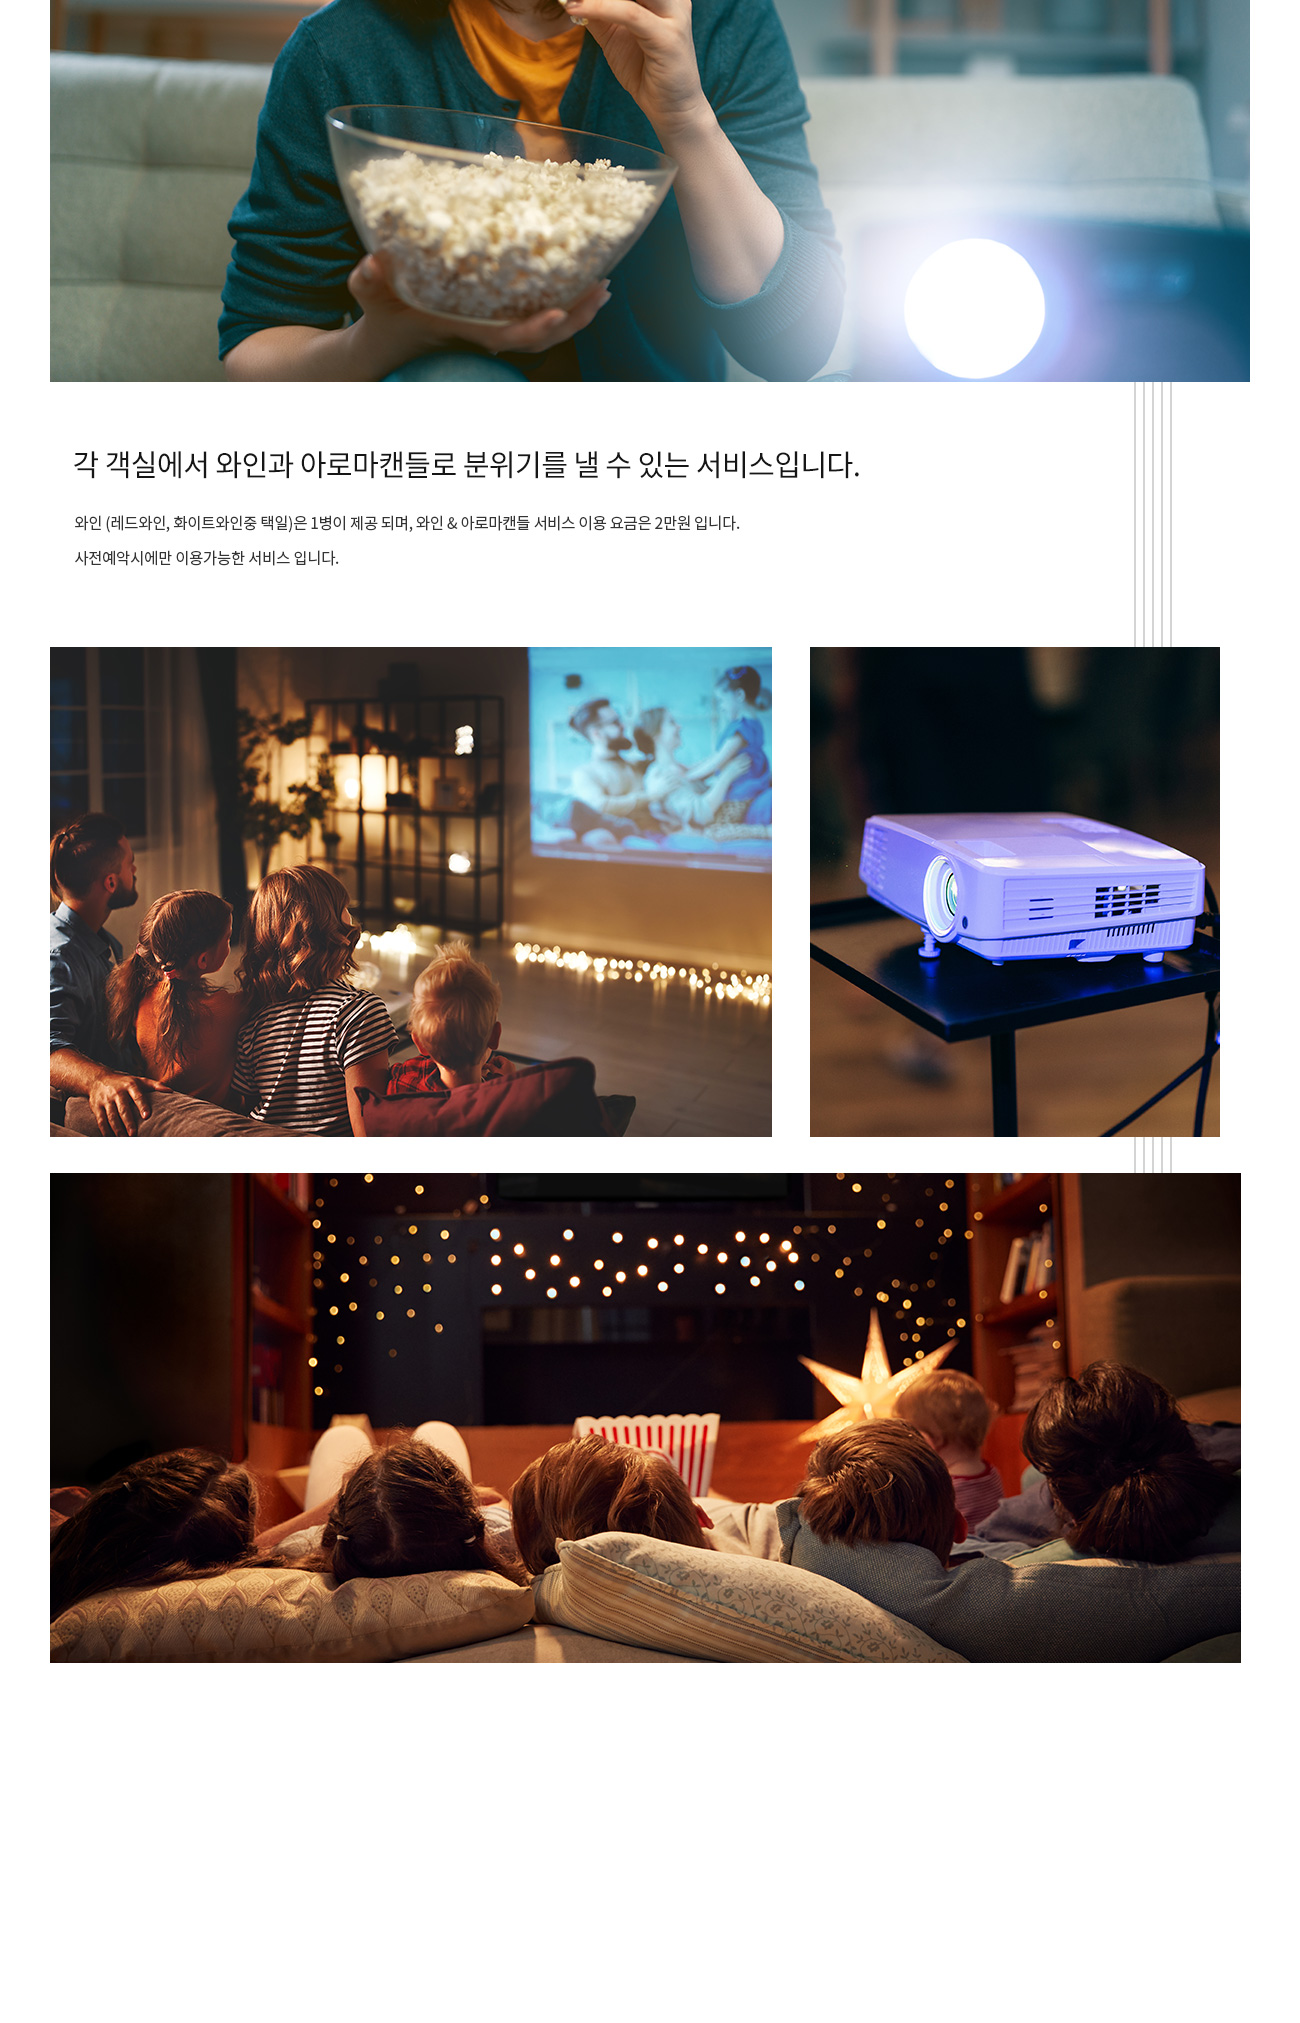 각 객실에서 와인과 아로마캔들로 분위기를 낼 수 있는 서비스입니다.
와인 (레드와인, 화이트와인중 택일)은 1병이 제공 되며, 와인 & 아로마캔들 서비스 이용 요금은 2만원 입니다.
사전예약시에만 이용가능한 서비스 입니다.